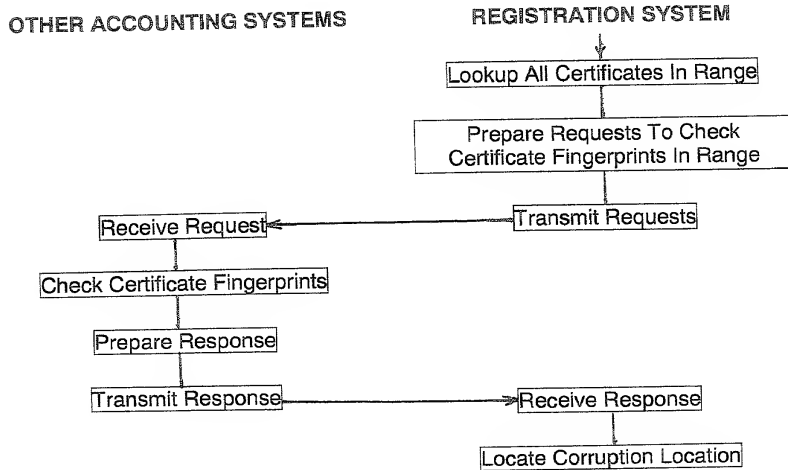 OTHER ACCOUNTING SYSTEMS
REGISTRATION SYSTEM
Lookup All Certificates In Range
Prepare Requests To Check
Certificate Fingerprints In Range
Transmit Requests
Receive Request
Check Certificate Fingerprints
Prepare Response
Transmit Response
Receive Response
Locate Corruption Location